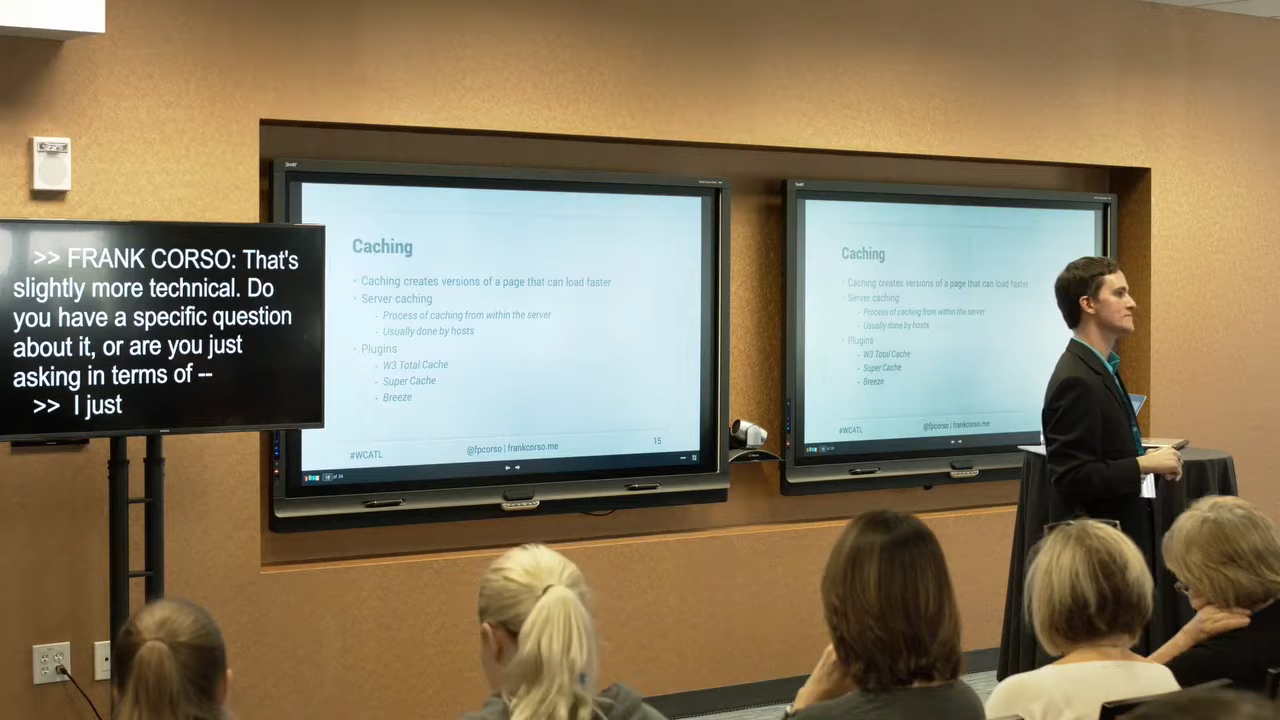 >> FRANK CORSO: That's
slightly more technical. Do
you have a specific question
about it, or are you just
asking in terms of --
>> I just
Caching
- Caching creates versions of a page that can load faster
- Server caching
- Process of caching from within the server
- Usually done by hosts
- Plugins
- W3 Total Cache
- Super Cache
- Breeze
#WCATL
@fpcorso | frankcorso.me
15
Caching
- Caching creates versions of a page that can load faster
- Server caching
- Process of caching from within the server
- Usually done by hosts
- Plugins
- W3 Total Cache
- Super Cache
- Breeze
#WCATL
@fpcorso | frankcorso.me